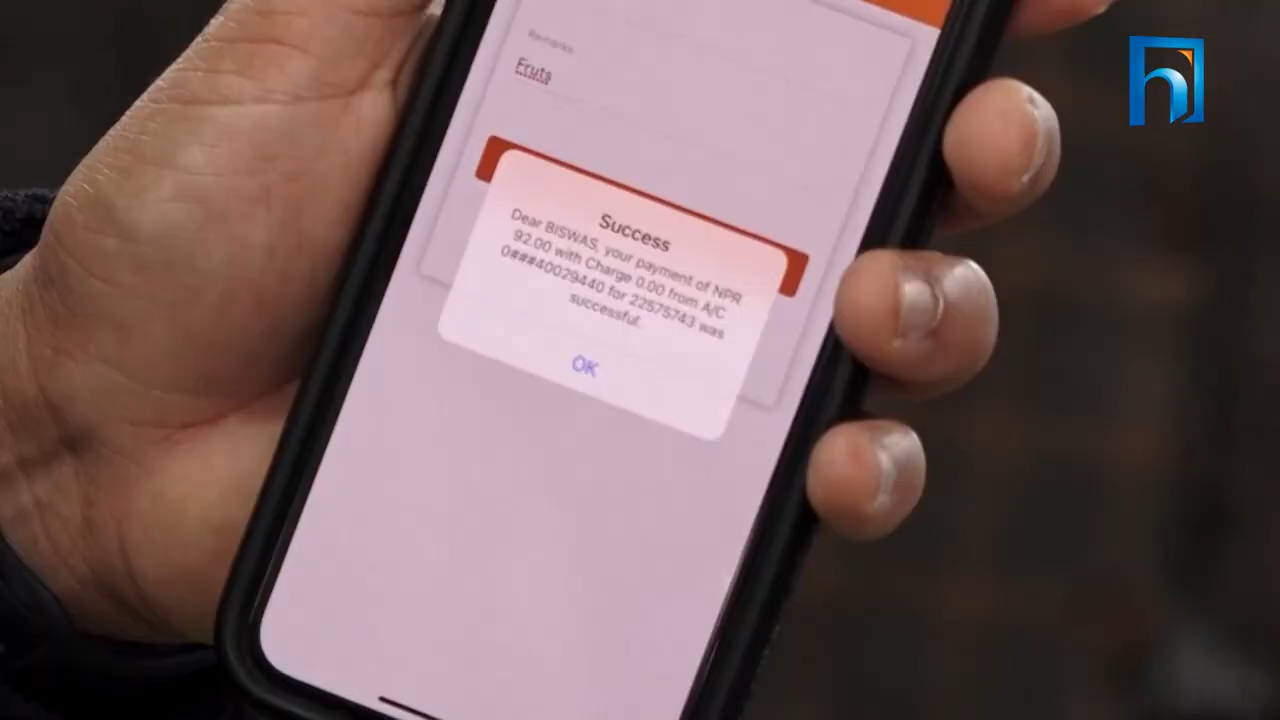 Remarks
Fruts
Success
Dear BISWAS, your payment of NPR
92.00 with Charge 0.00 from A/C
0###40029440 for 22575743 was
successful.
OK